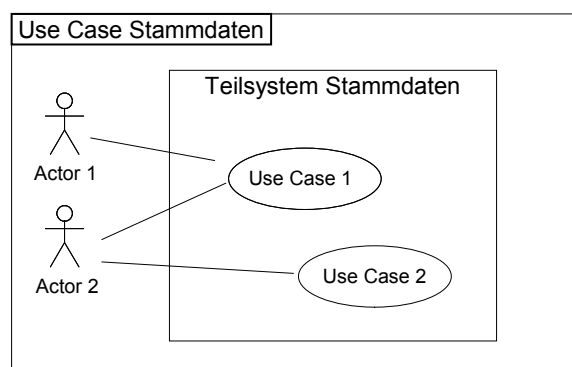 Use Case Stammdaten
Teilsystem Stammdaten
Actor 1
Use Case 1
Actor 2
Use Case 2